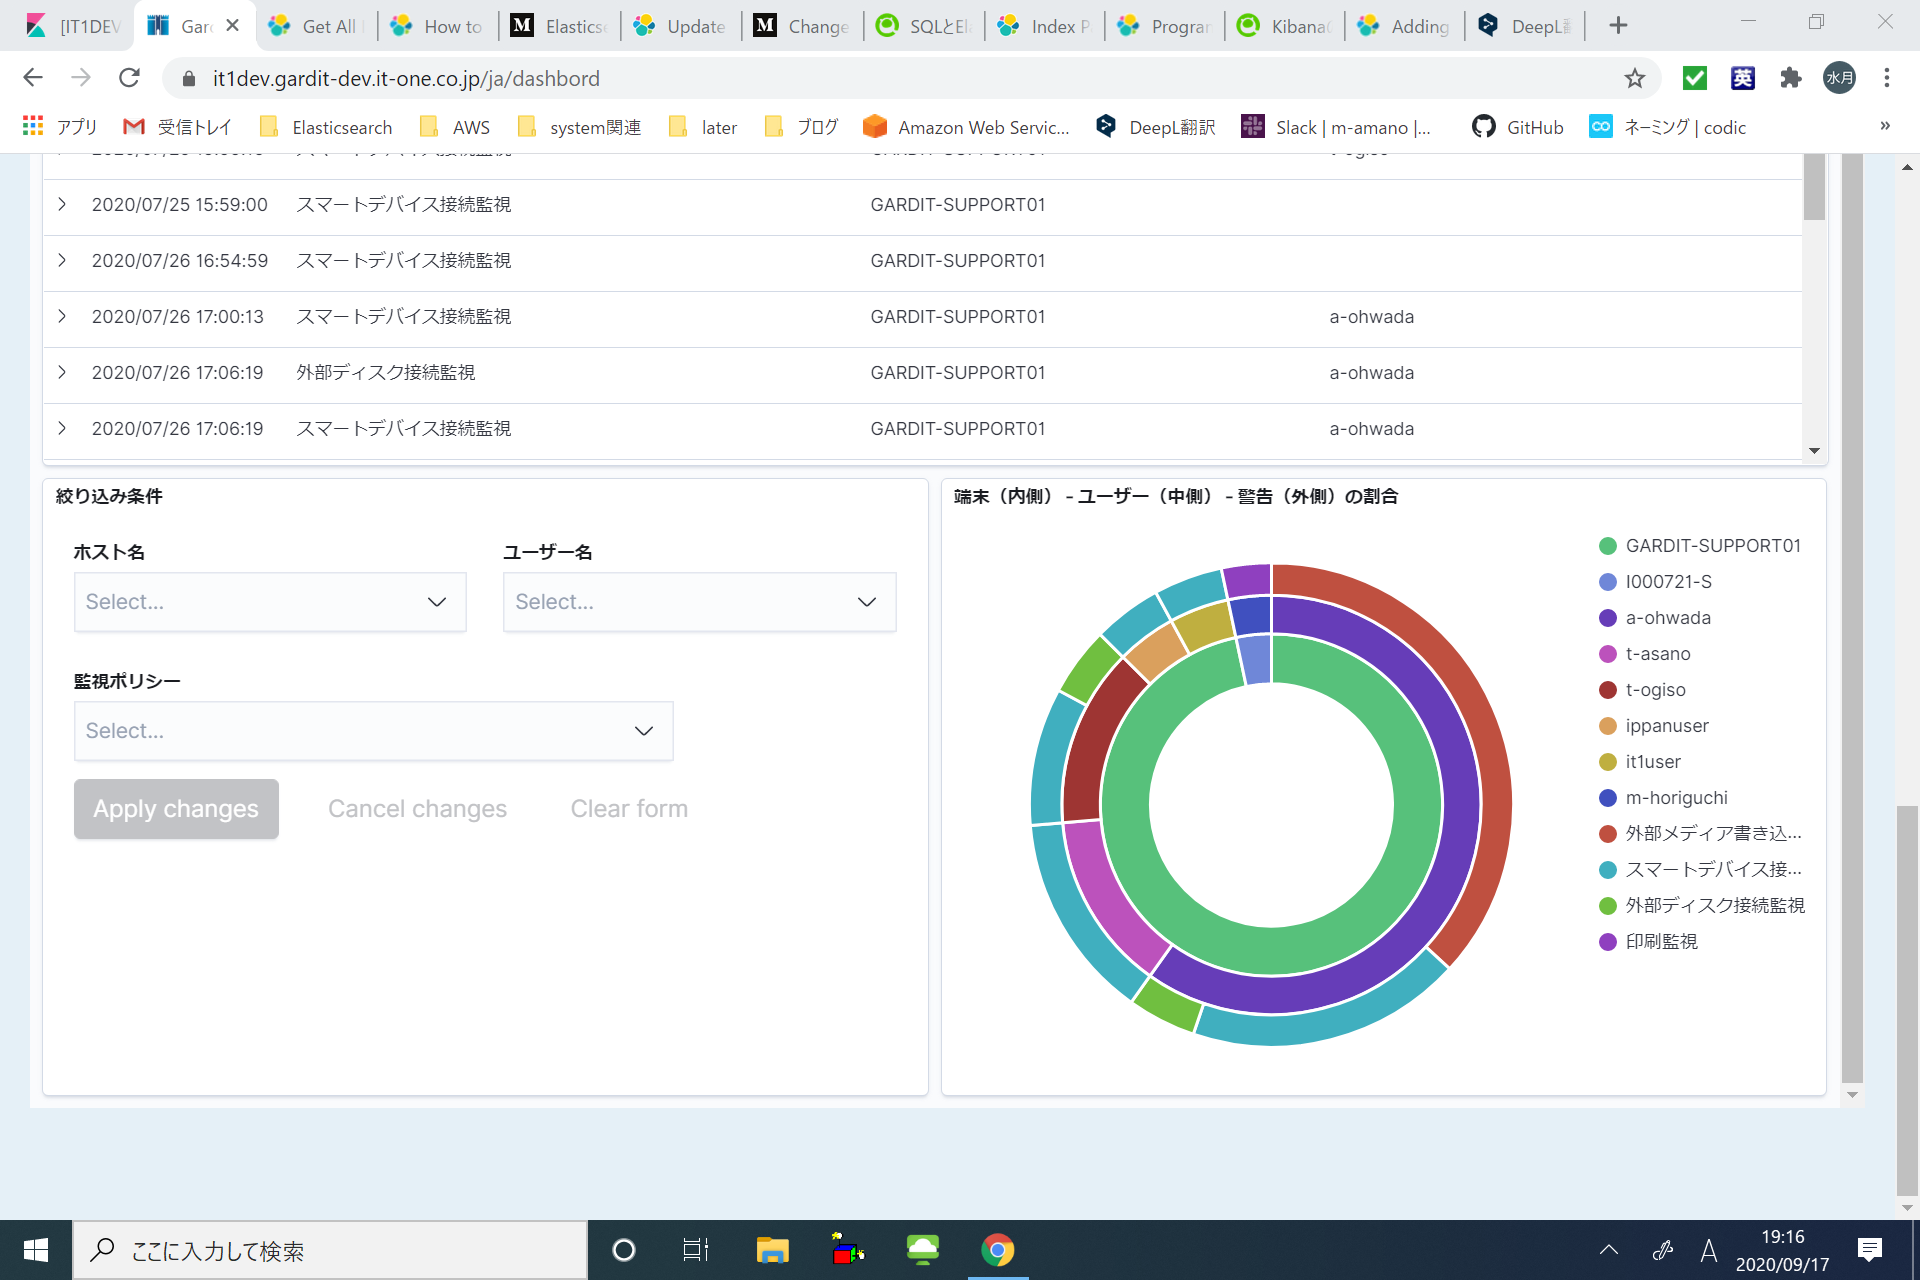 [IT1DEV
Gard
Get All
How to
Elasticse
Update
Change
SQLとEl
Index P
Program
Kibana
Adding
DeepL
it1dev.gardit-dev.it-one.co.jp/ja/dashbord
英
水月
アプリ
受信トレイ
Elasticsearch
AWS
system関連
later
ブログ
Amazon Web Servic...
DeepL翻訳
Slack | m-amano |...
GitHub
ネーミング | codic
»
2020/07/25 15:59:00 スマートデバイス接続監視 GARDIT-SUPPORT01
2020/07/26 16:54:59 スマートデバイス接続監視 GARDIT-SUPPORT01
2020/07/26 17:00:13 スマートデバイス接続監視 GARDIT-SUPPORT01 a-ohwada
2020/07/26 17:06:19 外部ディスク接続監視 GARDIT-SUPPORT01 a-ohwada
2020/07/26 17:06:19 スマートデバイス接続監視 GARDIT-SUPPORT01 a-ohwada
絞り込み条件
ホスト名
Select...
ユーザー名
Select...
監視ポリシー
Select...
Apply changes
Cancel changes
Clear form
端末（内側） - ユーザー（中側） - 警告（外側）の割合
GARDIT-SUPPORT01
I000721-S
a-ohwada
t-asano
t-ogiso
ippanuser
it1user
m-horiguchi
外部メディア書き込...
スマートデバイス接...
外部ディスク接続監視
印刷監視
ここに入力して検索
A
19:16
2020/09/17